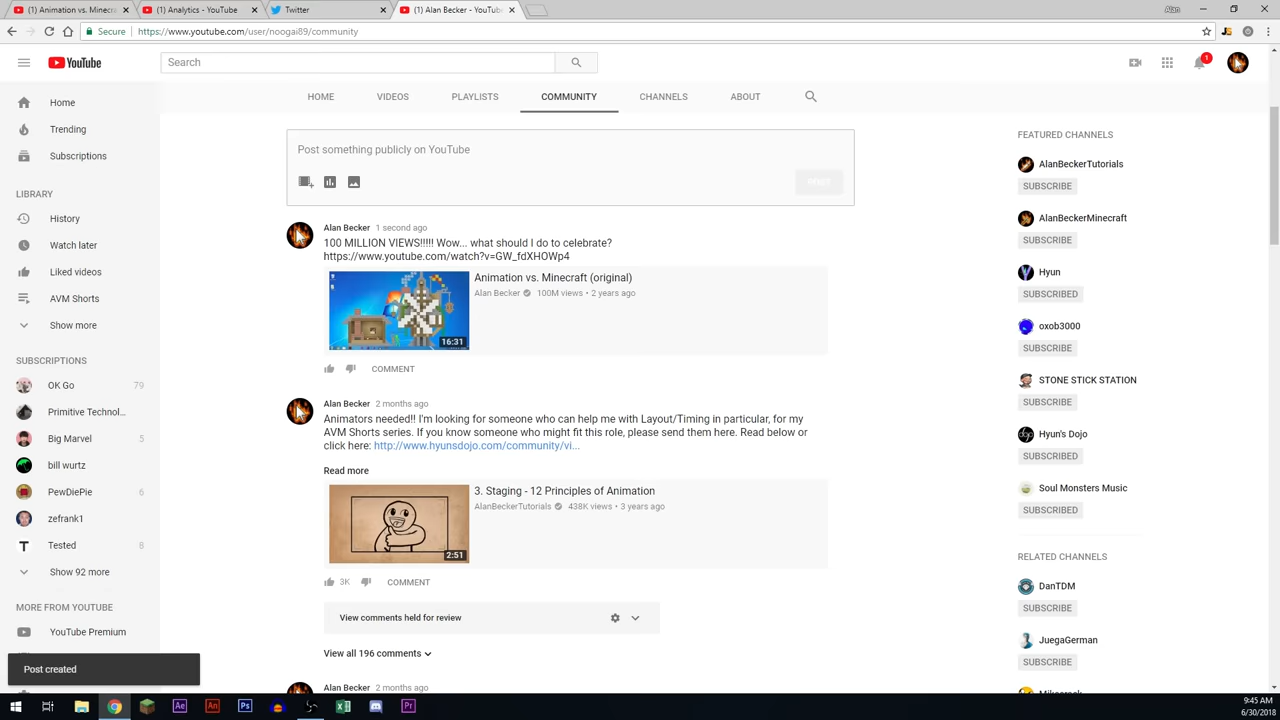 (1) Animation vs. Minecra
(1) Analytics - YouTube
Twitter
(1) Alan Becker - YouTube
Alan
Secure
https://www.youtube.com/user/noogai89/community
YouTube
Search
1
Home
Trending
Subscriptions
LIBRARY
History
Watch later
Liked videos
AVM Shorts
Show more
SUBSCRIPTIONS
OK Go 79
Primitive Technol...
Big Marvel 5
bill wurtz
PewDiePie 6
zefrank1
Tested 8
Show 92 more
MORE FROM YOUTUBE
YouTube Premium
Post created
HOME VIDEOS PLAYLISTS COMMUNITY CHANNELS ABOUT
Post something publicly on YouTube
POST
Alan Becker 1 second ago
100 MILLION VIEWS!!!!! Wow... what should I do to celebrate?
https://www.youtube.com/watch?v=GW_fdXHOWp4
Animation vs. Minecraft (original)
Alan Becker 100M views • 2 years ago
16:31
COMMENT
Alan Becker 2 months ago
Animators needed!! I'm looking for someone who can help me with Layout/Timing in particular, for my
AVM Shorts series. If you know someone who might fit this role, please send them here. Read below or
click here: http://www.hyunsdojo.com/community/vi...
Read more
3. Staging - 12 Principles of Animation
AlanBeckerTutorials 438K views • 3 years ago
2:51
3K COMMENT
View comments held for review
View all 196 comments
Alan Becker 2 months ago
FEATURED CHANNELS
AlanBeckerTutorials
SUBSCRIBE
AlanBeckerMinecraft
SUBSCRIBE
Hyun
SUBSCRIBED
oxob3000
SUBSCRIBE
STONE STICK STATION
SUBSCRIBE
Hyun's Dojo
SUBSCRIBED
Soul Monsters Music
SUBSCRIBED
RELATED CHANNELS
DanTDM
SUBSCRIBE
JuegaGerman
SUBSCRIBE
Ae
An
Ps
Pr
9:45 AM
6/30/2018